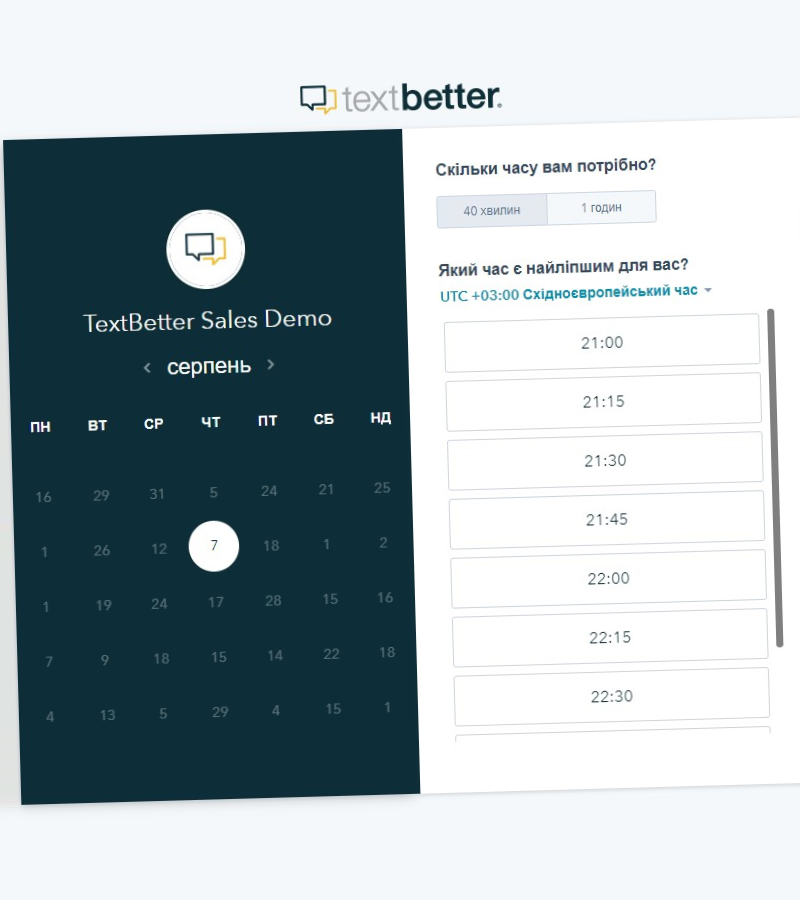 textbetter.
TextBetter Sales Demo
серпень
ПН ВТ СР ЧТ ПТ СБ НД
16 29 31 5 24 21 25
1 26 12 7 18 1 2
1 19 24 17 28 15 16
7 9 18 15 14 22 18
4 13 5 29 4 15 1
Скільки часу вам потрібно?
40 хвилин 1 годин
Який час є найліпшим для вас?
UTC +03:00 Східноєвропейський час
21:00
21:15
21:30
21:45
22:00
22:15
22:30